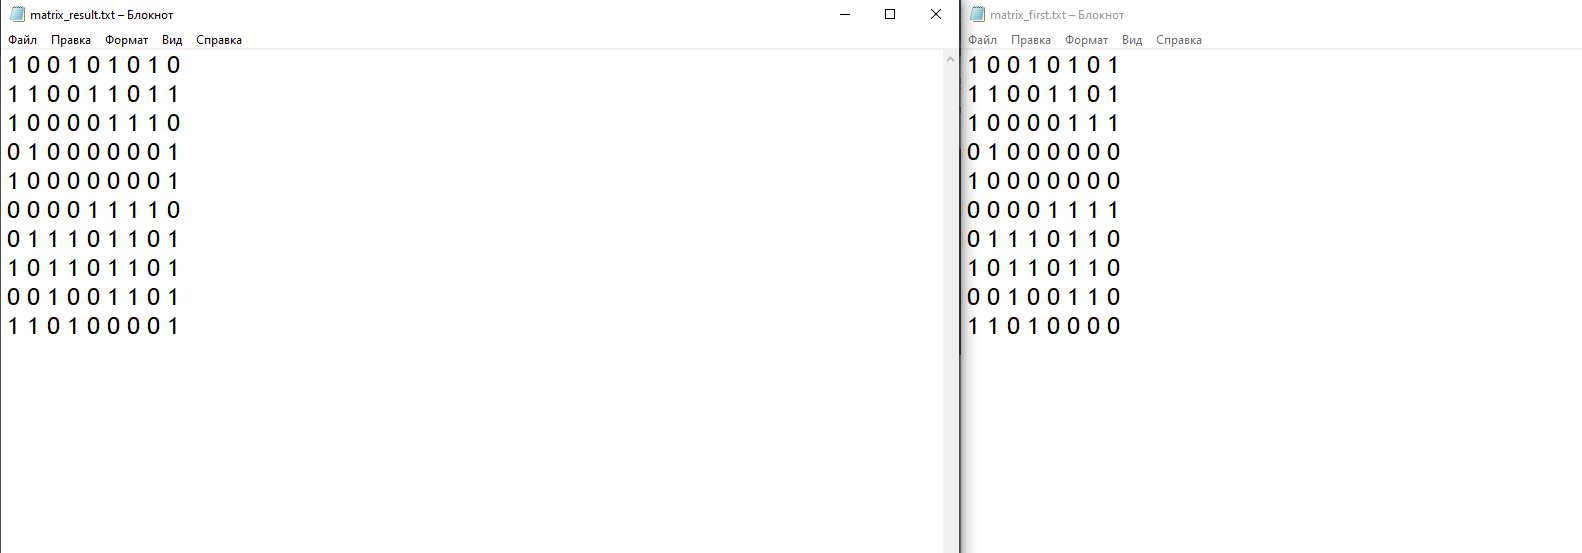 matrix_result.txt – Блокнот
Файл Правка Формат Вид Справка
1 0 0 1 0 1 0 1 0
1 1 0 0 1 1 0 1 1
1 0 0 0 0 1 1 1 0
0 1 0 0 0 0 0 0 1
1 0 0 0 0 0 0 0 1
0 0 0 0 1 1 1 1 0
0 1 1 1 0 1 1 0 1
1 0 1 1 0 1 1 0 1
0 0 1 0 0 1 1 0 1
1 1 0 1 0 0 0 0 1
matrix_first.txt – Блокнот
Файл Правка Формат Вид Справка
1 0 0 1 0 1 0 1
1 1 0 0 1 1 0 1
1 0 0 0 0 1 1 1
0 1 0 0 0 0 0 0
1 0 0 0 0 0 0 0
0 0 0 0 1 1 1 1
0 1 1 1 0 1 1 0
1 0 1 1 0 1 1 0
0 0 1 0 0 1 1 0
1 1 0 1 0 0 0 0